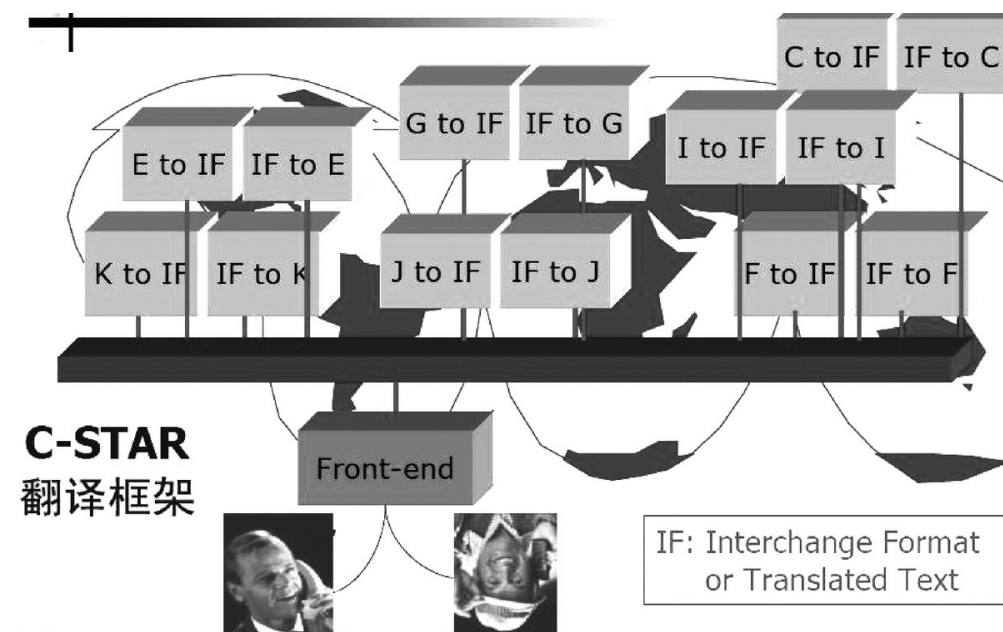 C to IF
IF to C
G to IF
IF to G
I to IF
IF to I
E to IF
IF to E
K to IF
IF to K
J to IF
IF to J
F to IF
IF to F
C-STAR
翻译框架
Front-end
IF: Interchange Format
or Translated Text